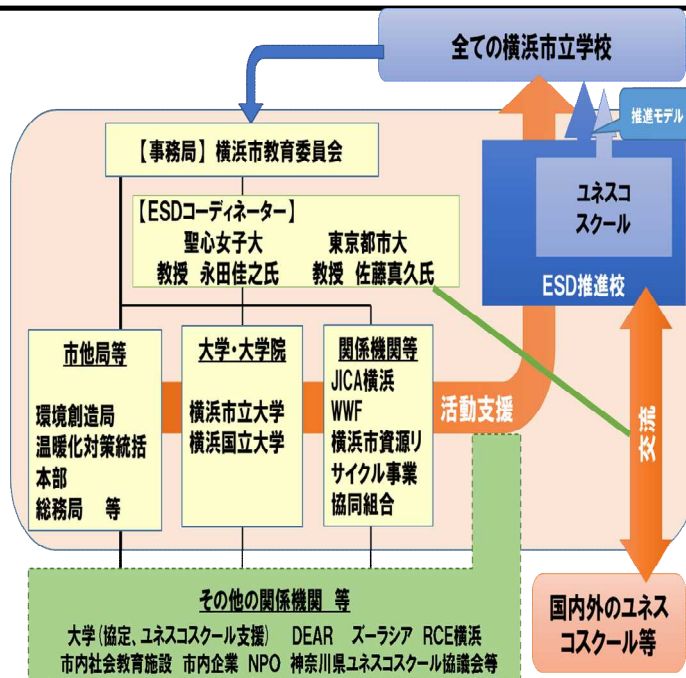 全ての横浜市立学校
推進モデル
【事務局】横浜市教育委員会
ユネスコ
スクール
ESD推進校
【ESDコーディネーター】
聖心女子大　東京都市大
教授 永田佳之氏　教授 佐藤真久氏
市他局等
環境創造局
温暖化対策統括
本部
総務局　等
大学・大学院
横浜市立大学
横浜国立大学
関係機関等
JICA横浜
WWF
横浜市資源リ
サイクル事業
協同組合
活動支援
交流
その他の関係機関 等
大学(協定、ユネスコスクール支援)　DEAR　ズーラシア　RCE横浜
市内社会教育施設 市内企業 NPO 神奈川県ユネスコスクール協議会等
国内外のユネス
コスクール等